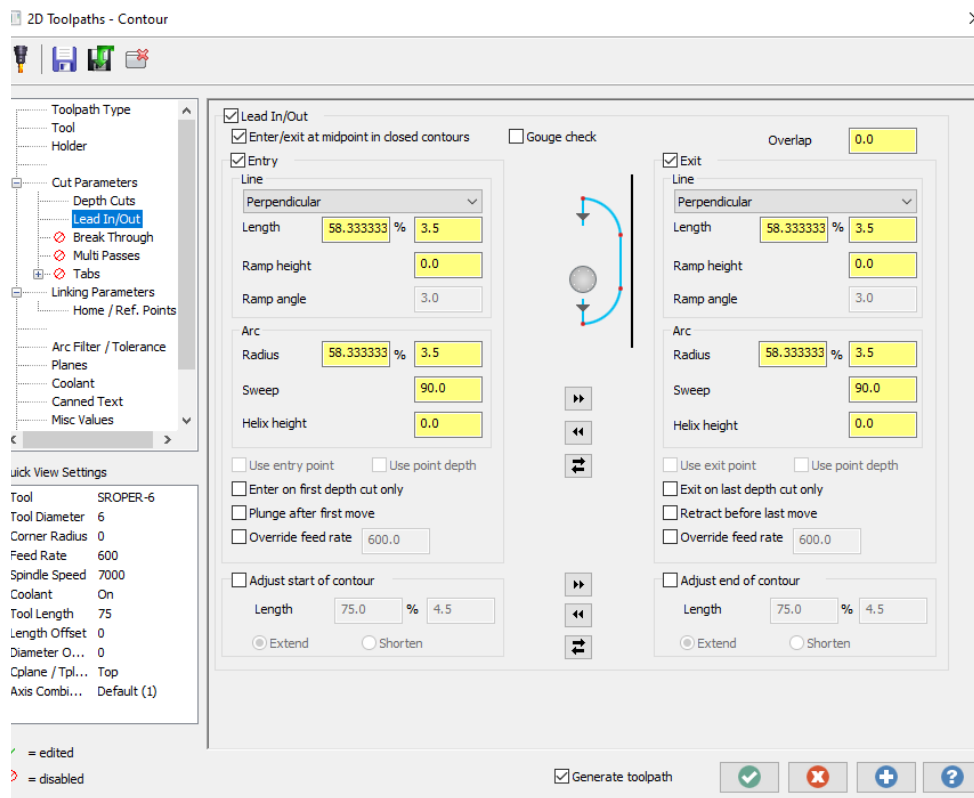 2D Toolpaths - Contour
Toolpath Type
Tool
Holder
Cut Parameters
Depth Cuts
Lead In/Out
Break Through
Multi Passes
Tabs
Linking Parameters
Home / Ref. Points
Arc Filter / Tolerance
Planes
Coolant
Canned Text
Misc Values
uick View Settings
Tool SROPER-6
Tool Diameter 6
Corner Radius 0
Feed Rate 600
Spindle Speed 7000
Coolant On
Tool Length 75
Length Offset 0
Diameter O... 0
Cplane / Tpl... Top
Axis Combi... Default (1)
= edited
= disabled
Lead In/Out
Enter/exit at midpoint in closed contours Gouge check Overlap 0.0
Entry
Line
Perpendicular
Length 58.333333 % 3.5
Ramp height 0.0
Ramp angle 3.0
Arc
Radius 58.333333 % 3.5
Sweep 90.0
Helix height 0.0
Use entry point Use point depth
Enter on first depth cut only
Plunge after first move
Override feed rate 600.0
Adjust start of contour
Length 75.0 % 4.5
Extend Shorten
Exit
Line
Perpendicular
Length 58.333333 % 3.5
Ramp height 0.0
Ramp angle 3.0
Arc
Radius 58.333333 % 3.5
Sweep 90.0
Helix height 0.0
Use exit point Use point depth
Exit on last depth cut only
Retract before last move
Override feed rate 600.0
Adjust end of contour
Length 75.0 % 4.5
Extend Shorten
Generate toolpath